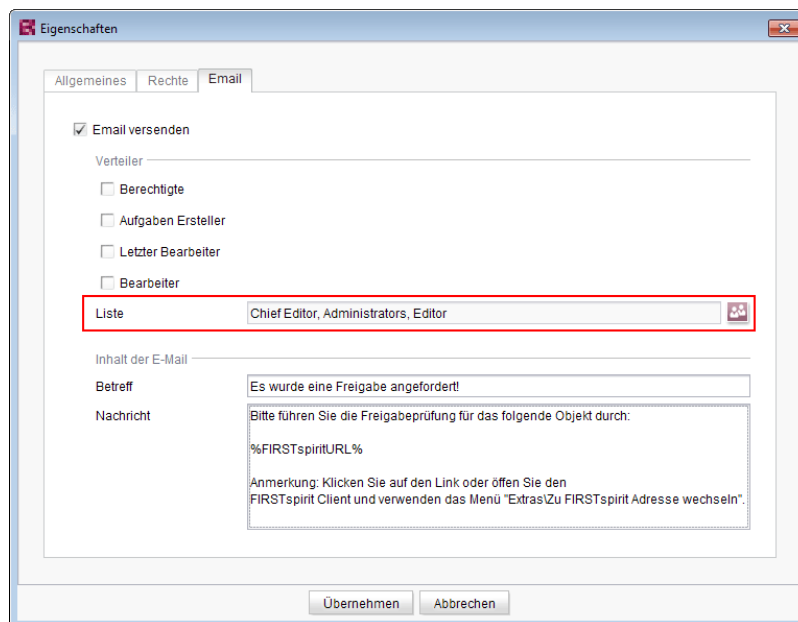 Eigenschaften
Allgemeines Rechte Email
Email versenden
Verteiler
Berechtigte
Aufgaben Ersteller
Letzter Bearbeiter
Bearbeiter
Liste Chief Editor, Administrators, Editor
Inhalt der E-Mail
Betreff Es wurde eine Freigabe angefordert!
Nachricht Bitte führen Sie die Freigabeprüfung für das folgende Objekt durch:
%FIRSTspiritURL%
Anmerkung: Klicken Sie auf den Link oder öffen Sie den
FIRSTspirit Client und verwenden das Menü "Extras\Zu FIRSTspirit Adresse wechseln".
Übernehmen Abbrechen